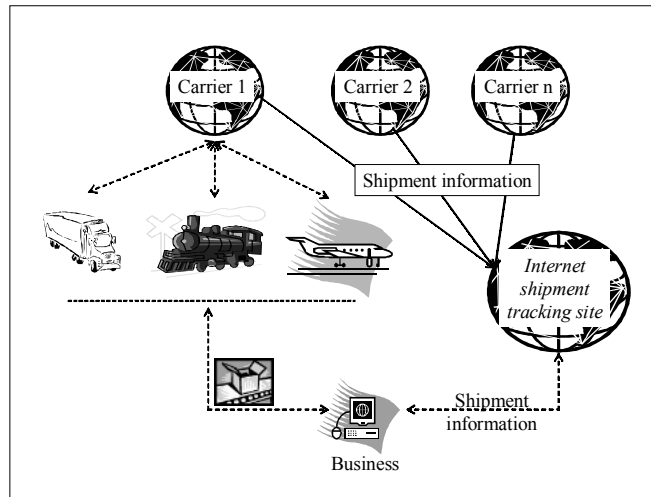 Carrier 1
Carrier 2
Carrier n
Shipment information
Internet
shipment
tracking site
Shipment
information
Business